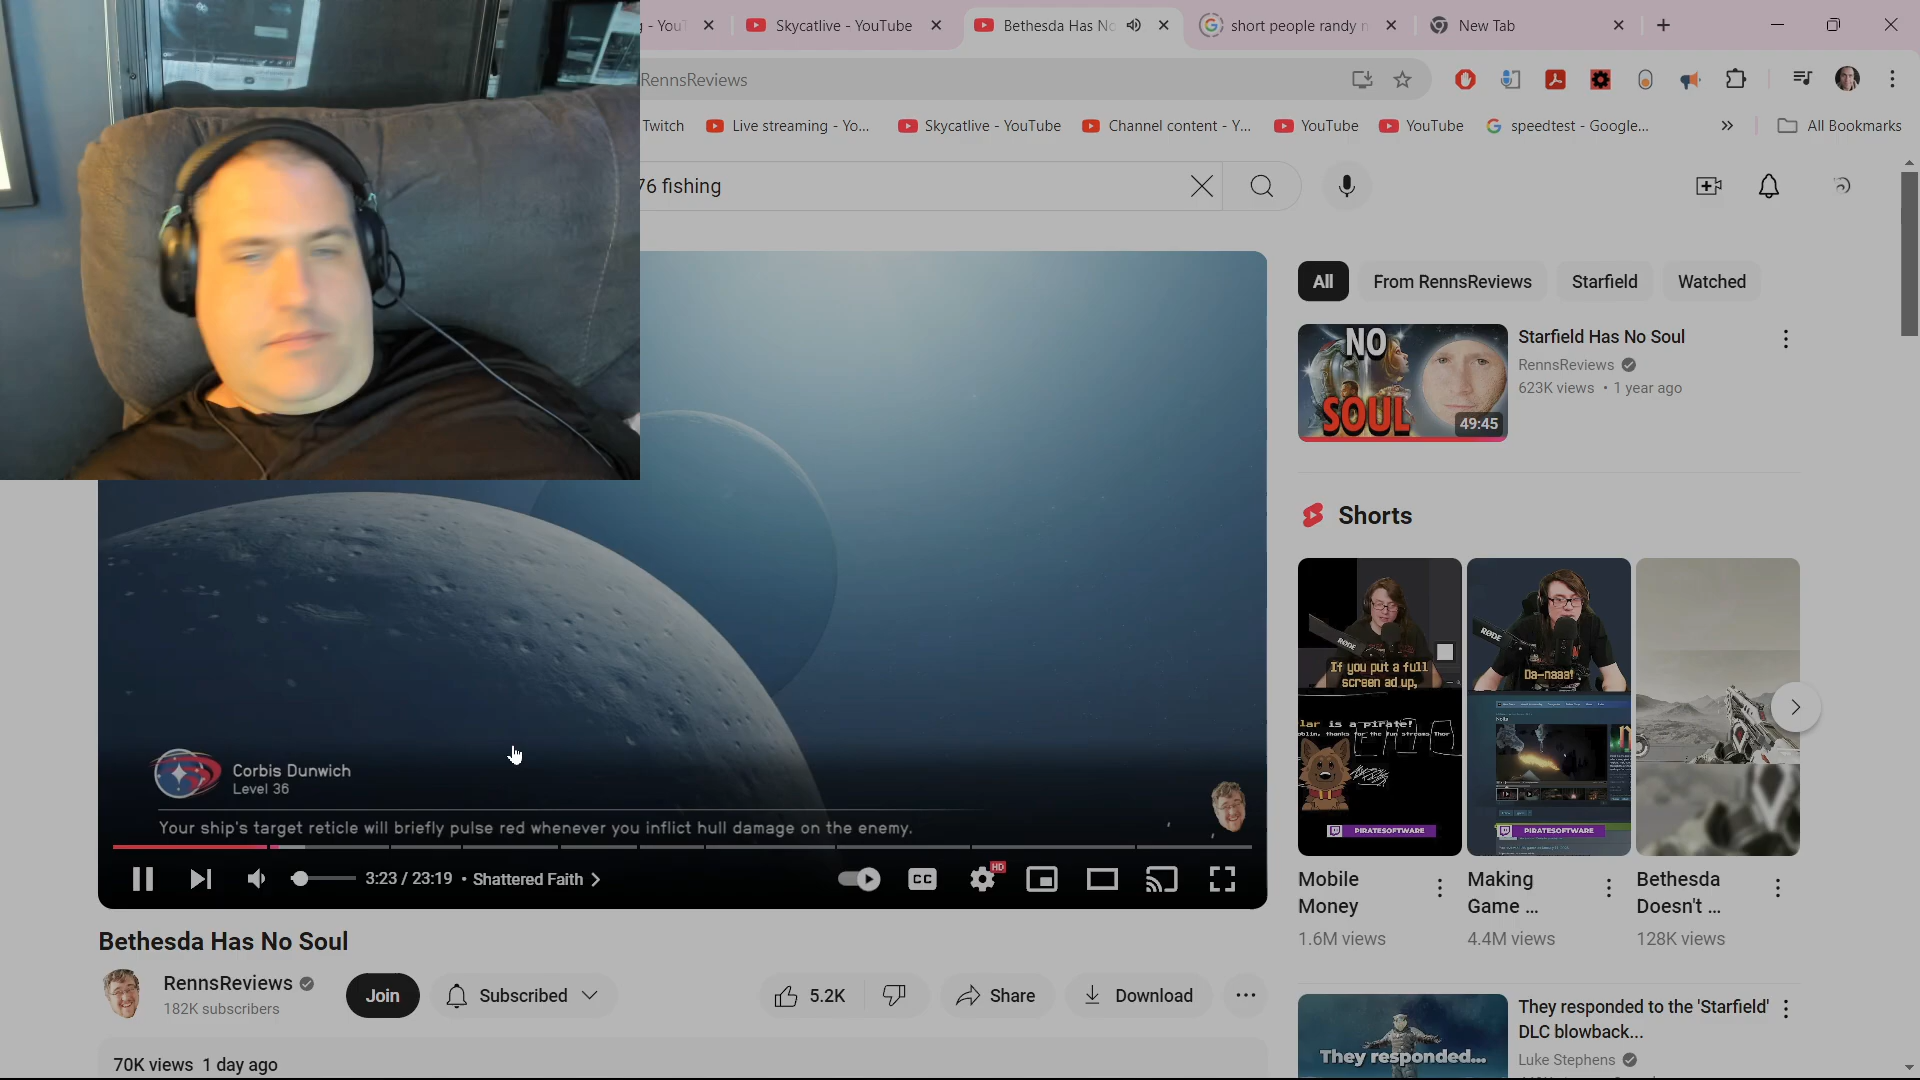 - YouT
Skycatlive - YouTube
Bethesda Has No
short people randy n
New Tab
RennsReviews
Twitch
Live streaming - Yo...
Skycatlive - YouTube
Channel content - Y...
YouTube
YouTube
speedtest - Google...
»
All Bookmarks
76 fishing
All
From RennsReviews
Starfield
Watched
NO
SOUL
49:45
Starfield Has No Soul
RennsReviews
623K views • 1 year ago
Shorts
If you put a full
screen ad up,
RØDE
lar is a pirate!
PIRATESOFTWARE
RØDE
Da-naaa!
PIRATESOFTWARE
Mobile
Money
1.6M views
Making
Game ...
4.4M views
Bethesda
Doesn't ...
128K views
Corbis Dunwich
Level 36
Your ship's target reticle will briefly pulse red whenever you inflict hull damage on the enemy.
3:23 / 23:19 • Shattered Faith
CC
HD
Bethesda Has No Soul
RennsReviews
182K subscribers
Join
Subscribed
5.2K
Share
Download
70K views 1 day ago
They responded...
They responded to the 'Starfield'
DLC blowback...
Luke Stephens